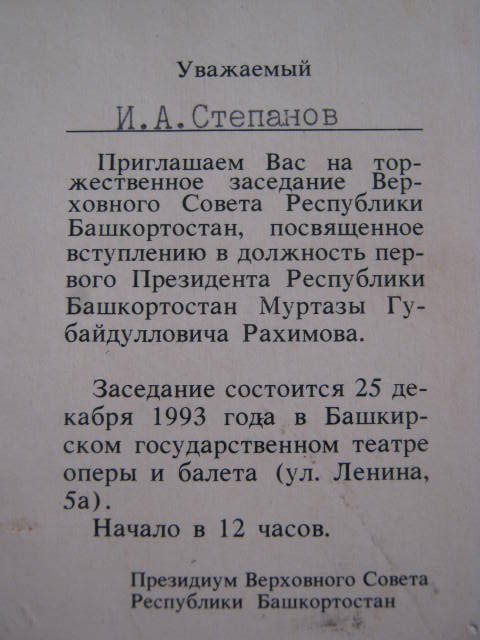 Уважаемый
И.А.Степанов
Приглашаем Вас на тор-
жественное заседание Вер-
ховного Совета Республики
Башкортостан, посвященное
вступлению в должность пер-
вого Президента Республики
Башкортостан Муртазы Гу-
байдулловича Рахимова.
Заседание состоится 25 де-
кабря 1993 года в Башкир-
ском государственном театре
оперы и балета (ул. Ленина,
5а).
Начало в 12 часов.
Президиум Верховного Совета
Республики Башкортостан